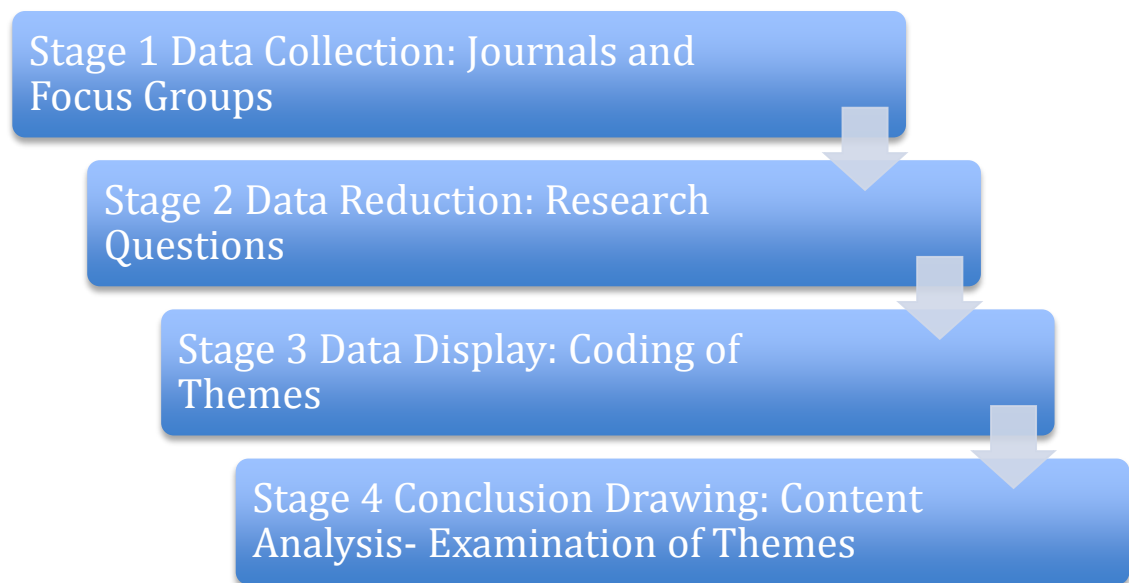 Stage 1 Data Collection: Journals and
Focus Groups
Stage 2 Data Reduction: Research
Questions
Stage 3 Data Display: Coding of
Themes
Stage 4 Conclusion Drawing: Content
Analysis- Examination of Themes